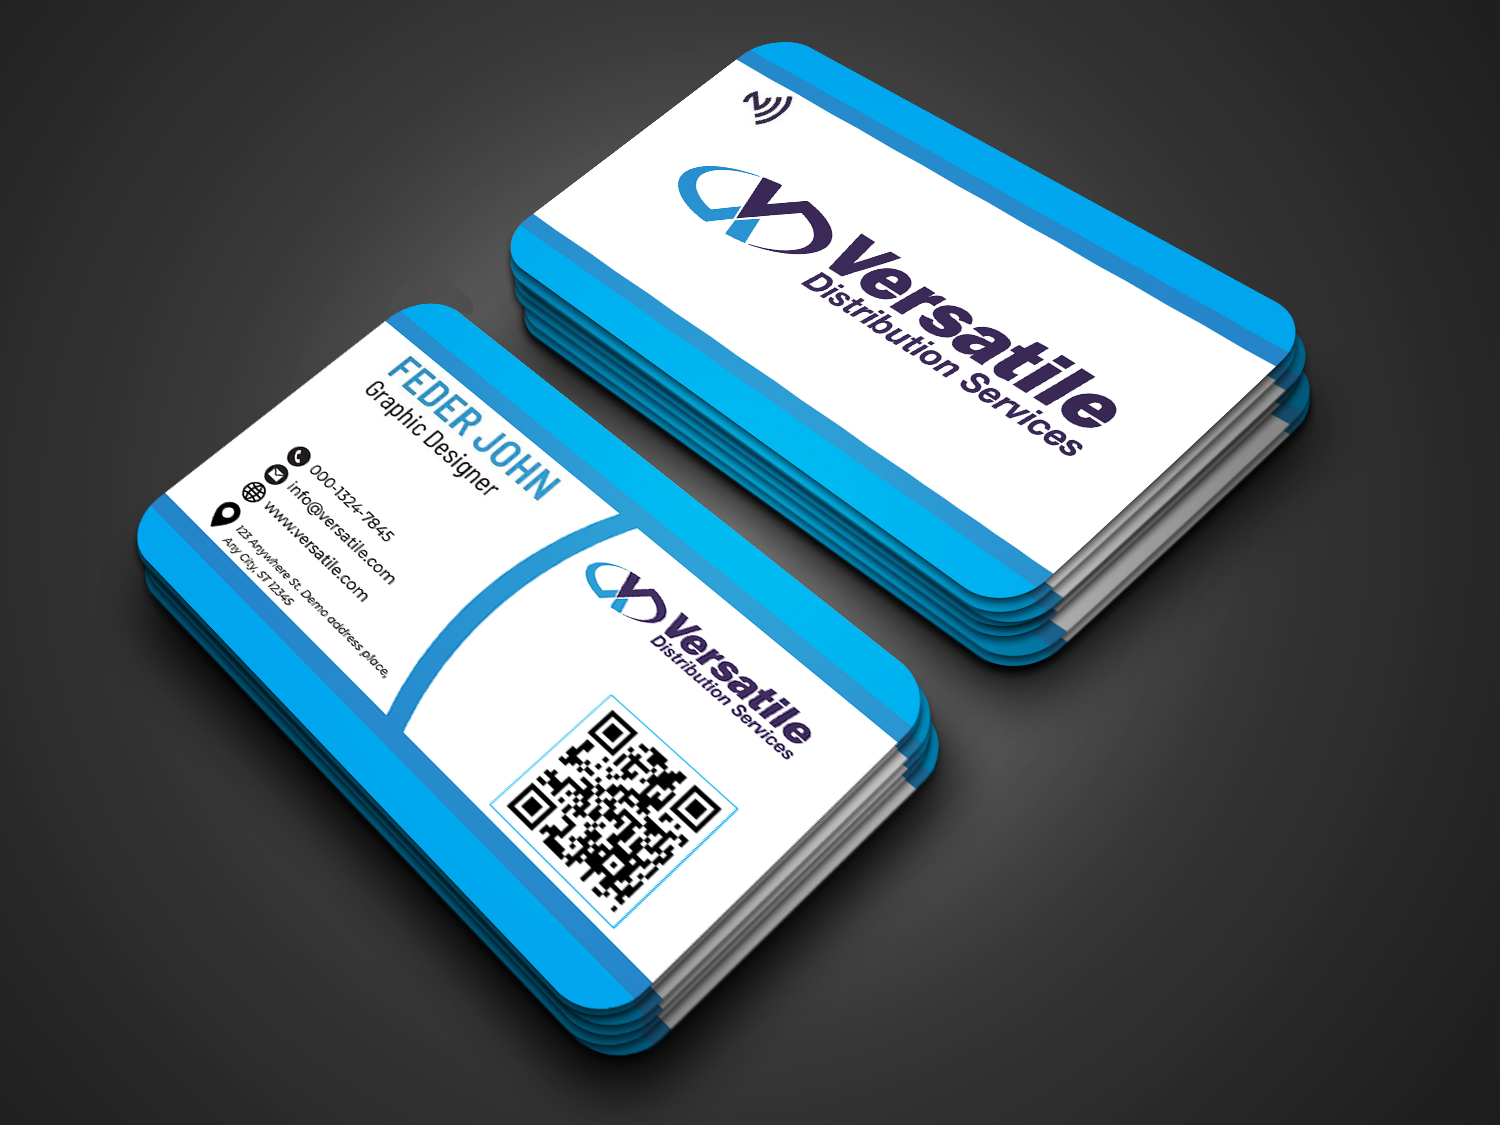 Versatile
Distribution Services
FEDER JOHN
Graphic Designer
000-1324-7845
info@versatile.com
www.versatile.com
123 Anywhere St. Demo address place,
Any City, ST 12345
Versatile
Distribution Services